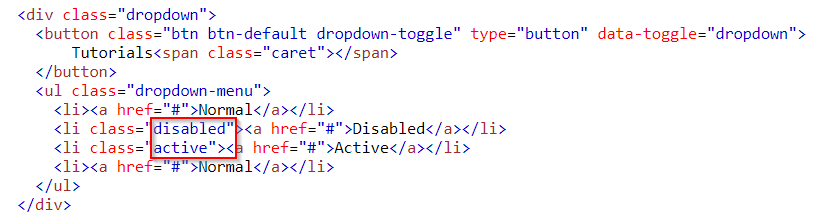 <div class="dropdown">
  <button class="btn btn-default dropdown-toggle" type="button" data-toggle="dropdown">
      Tutorials<span class="caret"></span>
  </button>
  <ul class="dropdown-menu">
    <li><a href="#">Normal</a></li>
    <li class="disabled"><a href="#">Disabled</a></li>
    <li class="active"><a href="#">Active</a></li>
    <li><a href="#">Normal</a></li>
  </ul>
</div>